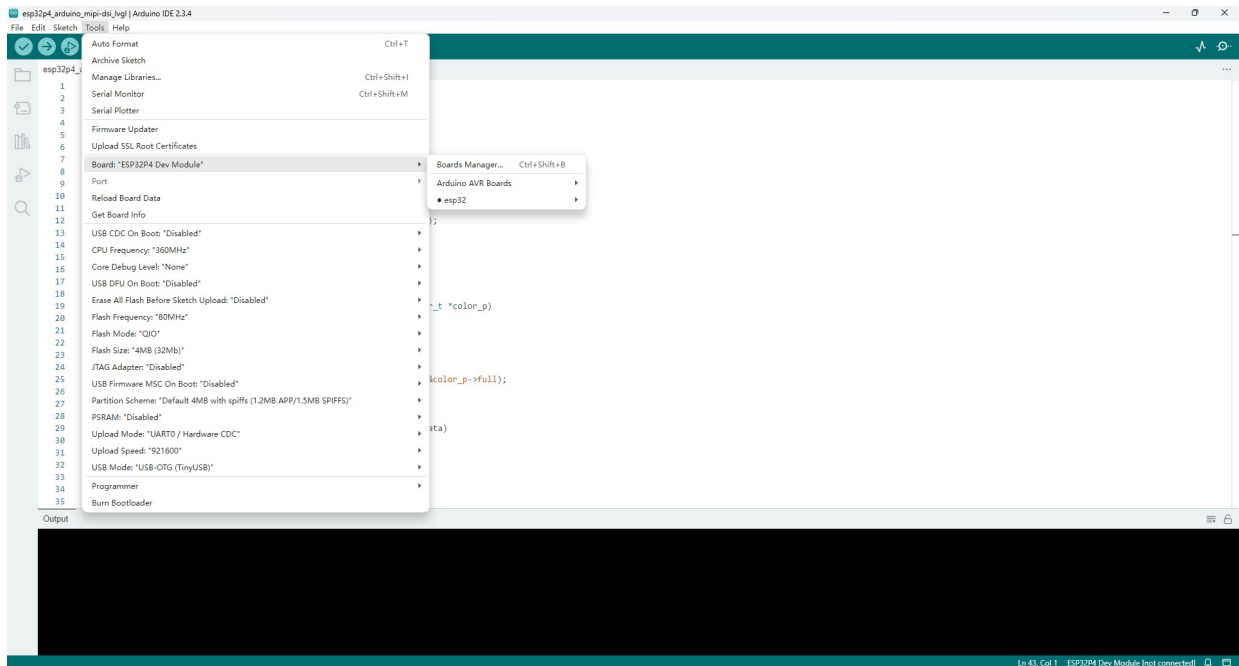 esp32p4_arduino_mipi-dsi_lvgl | Arduino IDE 2.3.4
File Edit Sketch Tools Help
esp32p4_a
Auto Format Ctrl+T
Archive Sketch
Manage Libraries... Ctrl+Shift+I
Serial Monitor Ctrl+Shift+M
Serial Plotter
Firmware Updater
Upload SSL Root Certificates
Board: "ESP32P4 Dev Module"
Port
Reload Board Data
Get Board Info
USB CDC On Boot: "Disabled"
CPU Frequency: "360MHz"
Core Debug Level: "None"
USB DFU On Boot: "Disabled"
Erase All Flash Before Sketch Upload: "Disabled"
Flash Frequency: "80MHz"
Flash Mode: "QIO"
Flash Size: "4MB (32Mb)"
JTAG Adapter: "Disabled"
USB Firmware MSC On Boot: "Disabled"
Partition Scheme: "Default 4MB with spiffs (1.2MB APP/1.5MB SPIFFS)"
PSRAM: "Disabled"
Upload Mode: "UART0 / Hardware CDC"
Upload Speed: "921600"
USB Mode: "USB-OTG (TinyUSB)"
Programmer
Burn Bootloader
Boards Manager... Ctrl+Shift+B
Arduino AVR Boards
● esp32
1
2
3
4
5
6
7
8
9
10
11
12 );
13
14
15
16
17
18
19 r_t *color_p)
20
21
22
23
24
25 &color_p->full);
26
27
28
29 ata)
30
31
32
33
34
35
Output
Ln 43, Col 1 ESP32P4 Dev Module [not connected]